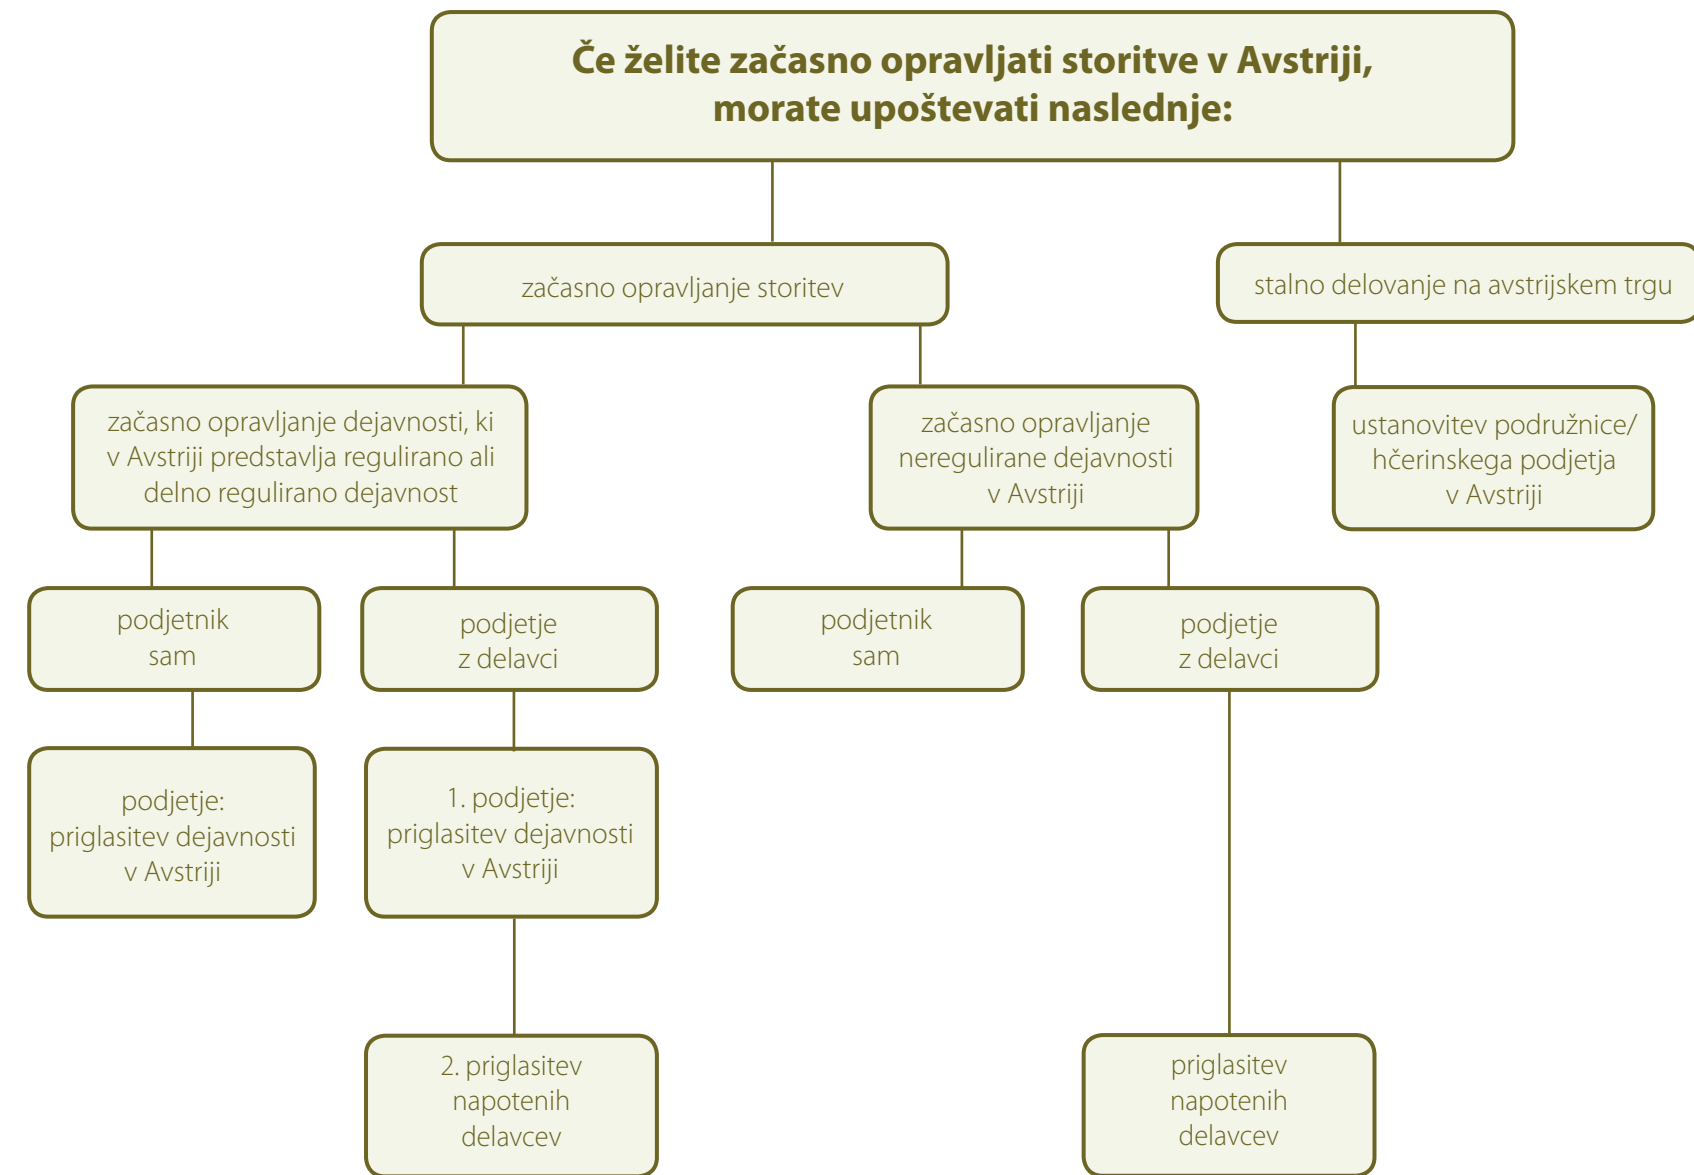 Če želite začasno opravljati storitve v Avstriji,
morate upoštevati naslednje:
začasno opravljanje storitev
stalno delovanje na avstrijskem trgu
začasno opravljanje dejavnosti, ki
v Avstriji predstavlja regulirano ali
delno regulirano dejavnost
začasno opravljanje
neregulirane dejavnosti
v Avstriji
ustanovitev podružnice/
hčerinskega podjetja
v Avstriji
podjetnik
sam
podjetje
z delavci
podjetnik
sam
podjetje
z delavci
podjetje:
priglasitev dejavnosti
v Avstriji
1. podjetje:
priglasitev dejavnosti
v Avstriji
2. priglasitev
napotenih
delavcev
priglasitev
napotenih
delavcev